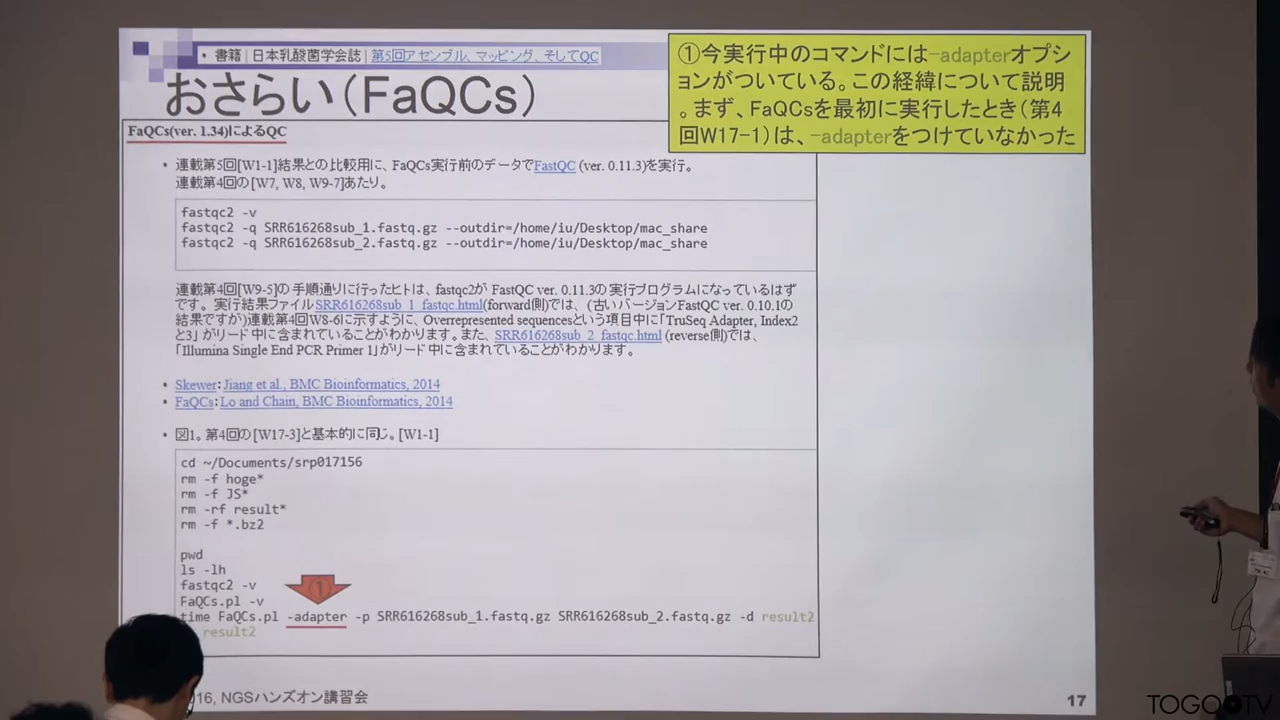 • 書籍 | 日本乳酸菌学会誌 | 第5回アセンブル、マッピング、そしてQC
おさらい(FaQCs)
①今実行中のコマンドには-adapterオプシ
ョンがついている。この経緯について説明
。まず、FaQCsを最初に実行したとき(第4
回W17-1)は、-adapterをつけていなかった
FaQCs(ver. 1.34)によるQC
• 連載第5回[W1-1]結果との比較用に、FaQCs実行前のデータでFastQC (ver. 0.11.3)を実行。
連載第4回の[W7, W8, W9-7]あたり。
fastqc2 -v
fastqc2 -q SRR616268sub_1.fastq.gz --outdir=/home/iu/Desktop/mac_share
fastqc2 -q SRR616268sub_2.fastq.gz --outdir=/home/iu/Desktop/mac_share
連載第4回[W9-5]の手順通りに行ったヒトは、fastqc2が FastQC ver. 0.11.3の実行プログラムになっているはず
です。実行結果ファイルSRR616268sub_1_fastqc.html(forward側)では、(古いバージョンFastQC ver. 0.10.1の
結果ですが)連載第4回W8-6に示すように、Overrepresented sequencesという項目中に「TruSeq Adapter, Index2
と3」がリード中に含まれていることがわかります。また、SRR616268sub_2_fastqc.html (reverse側)では、
「Illumina Single End PCR Primer 1」がリード中に含まれていることがわかります。
• Skewer: Jiang et al., BMC Bioinformatics, 2014
• FaQCs: Lo and Chain, BMC Bioinformatics, 2014
• 図1。第4回の[W17-3]と基本的に同じ。[W1-1]
cd ~/Documents/srp017156
rm -f hoge*
rm -f JS*
rm -rf result*
rm -f *.bz2
pwd
ls -lh
fastqc2 -v
①
FaQCs.pl -v
time FaQCs.pl -adapter -p SRR616268sub_1.fastq.gz SRR616268sub_2.fastq.gz -d result2
result2
16, NGSハンズオン講習会
17
TOGOTV